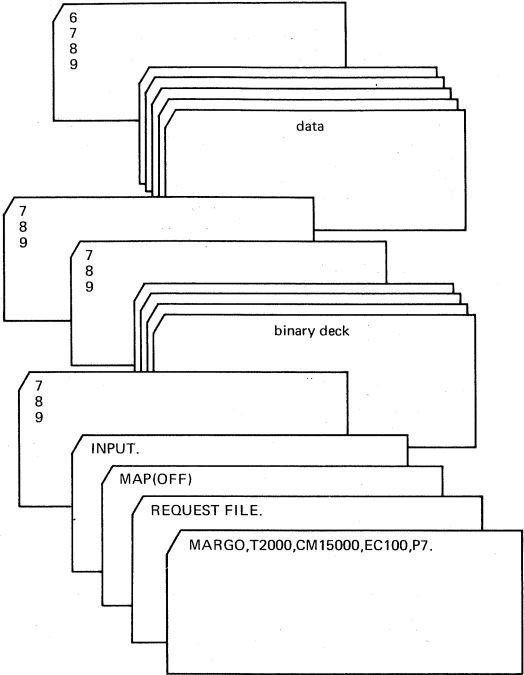 6
7
8
9
data
7
8
9
7
8
9
binary deck
7
8
9
INPUT.
MAP(OFF)
REQUEST FILE.
MARGO,T2000,CM15000,EC100,P7.